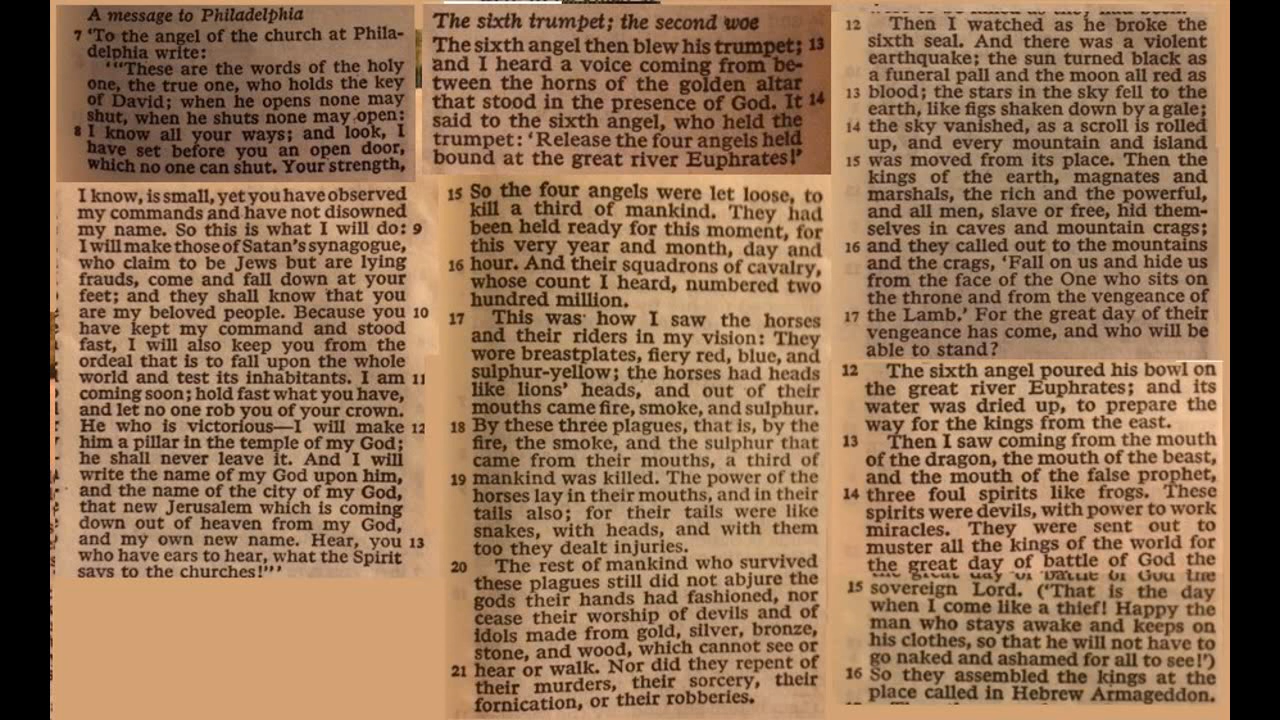 A message to Philadelphia
7 ‘To the angel of the church at Phila-
delphia write:
‘“These are the words of the holy
one, the true one, who holds the key
of David; when he opens none may
shut, when he shuts none may open:
8 I know all your ways; and look, I
have set before you an open door,
which no one can shut. Your strength,
I know, is small, yet you have observed
my commands and have not disowned
my name. So this is what I will do: 9
I will make those of Satan’s synagogue,
who claim to be Jews but are lying
frauds, come and fall down at your
feet; and they shall know that you
are my beloved people. Because you 10
have kept my command and stood
fast, I will also keep you from the
ordeal that is to fall upon the whole
world and test its inhabitants. I am 11
coming soon; hold fast what you have,
and let no one rob you of your crown.
He who is victorious—I will make 12
him a pillar in the temple of my God;
he shall never leave it. And I will
write the name of my God upon him,
and the name of the city of my God,
that new Jerusalem which is coming
down out of heaven from my God,
and my own new name. Hear, you 13
who have ears to hear, what the Spirit
says to the churches!”’
The sixth trumpet; the second woe
The sixth angel then blew his trumpet; 13
and I heard a voice coming from be-
tween the horns of the golden altar
that stood in the presence of God. It 14
said to the sixth angel, who held the
trumpet: ‘Release the four angels held
bound at the great river Euphrates!’
15 So the four angels were let loose, to
kill a third of mankind. They had
been held ready for this moment, for
this very year and month, day and
16 hour. And their squadrons of cavalry,
whose count I heard, numbered two
hundred million.
17 This was how I saw the horses
and their riders in my vision: They
wore breastplates, fiery red, blue, and
sulphur-yellow; the horses had heads
like lions’ heads, and out of their
mouths came fire, smoke, and sulphur.
18 By these three plagues, that is, by the
fire, the smoke, and the sulphur that
came from their mouths, a third of
19 mankind was killed. The power of the
horses lay in their mouths, and in their
tails also; for their tails were like
snakes, with heads, and with them
too they dealt injuries.
20 The rest of mankind who survived
these plagues still did not abjure the
gods their hands had fashioned, nor
cease their worship of devils and of
idols made from gold, silver, bronze,
stone, and wood, which cannot see or
21 hear or walk. Nor did they repent of
their murders, their sorcery, their
fornication, or their robberies.
12 Then I watched as he broke the
sixth seal. And there was a violent
earthquake; the sun turned black as
a funeral pall and the moon all red as
13 blood; the stars in the sky fell to the
earth, like figs shaken down by a gale;
14 the sky vanished, as a scroll is rolled
up, and every mountain and island
15 was moved from its place. Then the
kings of the earth, magnates and
marshals, the rich and the powerful,
and all men, slave or free, hid them-
selves in caves and mountain crags;
16 and they called out to the mountains
and the crags, ‘Fall on us and hide us
from the face of the One who sits on
the throne and from the vengeance of
17 the Lamb.’ For the great day of their
vengeance has come, and who will be
able to stand?
12 The sixth angel poured his bowl on
the great river Euphrates; and its
water was dried up, to prepare the
way for the kings from the east.
13 Then I saw coming from the mouth
of the dragon, the mouth of the beast,
and the mouth of the false prophet,
14 three foul spirits like frogs. These
spirits were devils, with power to work
miracles. They were sent out to
muster all the kings of the world for
the great day of battle of God the
the great day of battle of God the
15 sovereign Lord. (‘That is the day
when I come like a thief! Happy the
man who stays awake and keeps on
his clothes, so that he will not have to
go naked and ashamed for all to see!’)
16 So they assembled the kings at the
place called in Hebrew Armageddon.